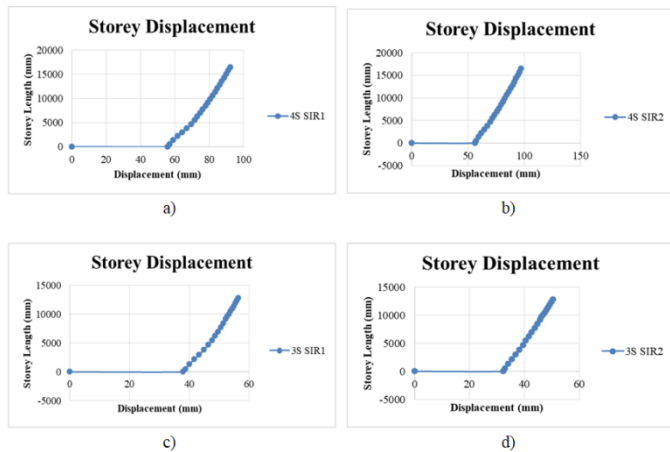 Storey Displacement
Storey Length (mm)
20000
15000
10000
5000
0
0 20 40 60 80 100
Displacement (mm)
4S SIR1
a)
Storey Displacement
Storey Length (mm)
20000
15000
10000
5000
0
-5000
0 50 100 150
Displacement (mm)
4S SIR2
b)
Storey Displacement
Storey Length (mm)
15000
10000
5000
0
-5000
0 20 40 60
Displacement (mm)
3S SIR1
c)
Storey Displacement
Storey Length (mm)
15000
10000
5000
0
-5000
0 20 40 60
Displacement (mm)
3S SIR2
d)